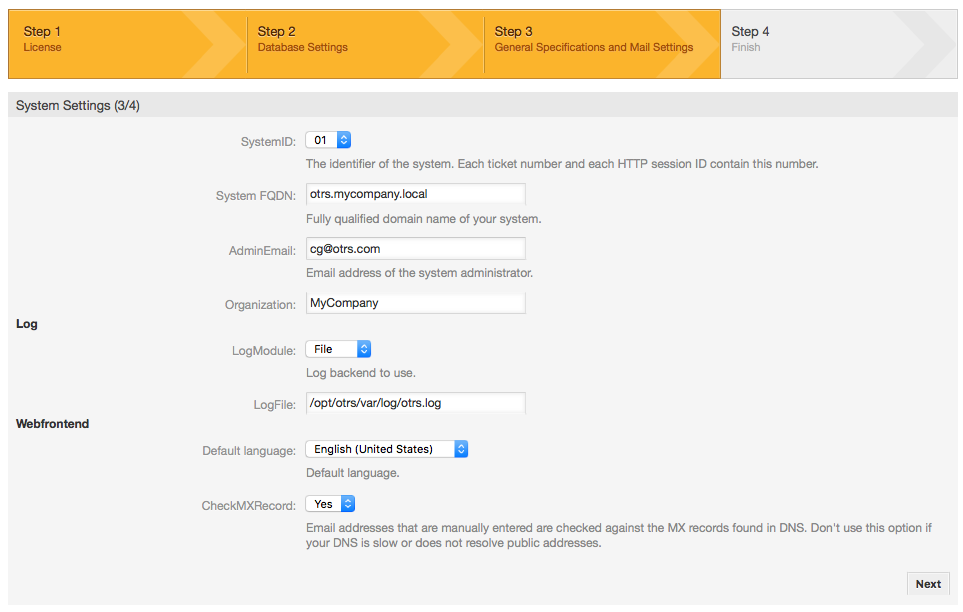 Step 1
License
Step 2
Database Settings
Step 3
General Specifications and Mail Settings
Step 4
Finish
System Settings (3/4)
SystemID: 01
The identifier of the system. Each ticket number and each HTTP session ID contain this number.
System FQDN: otrs.mycompany.local
Fully qualified domain name of your system.
AdminEmail: cg@otrs.com
Email address of the system administrator.
Organization: MyCompany
Log
LogModule: File
Log backend to use.
LogFile: /opt/otrs/var/log/otrs.log
Webfrontend
Default language: English (United States)
Default language.
CheckMXRecord: Yes
Email addresses that are manually entered are checked against the MX records found in DNS. Don't use this option if
your DNS is slow or does not resolve public addresses.
Next